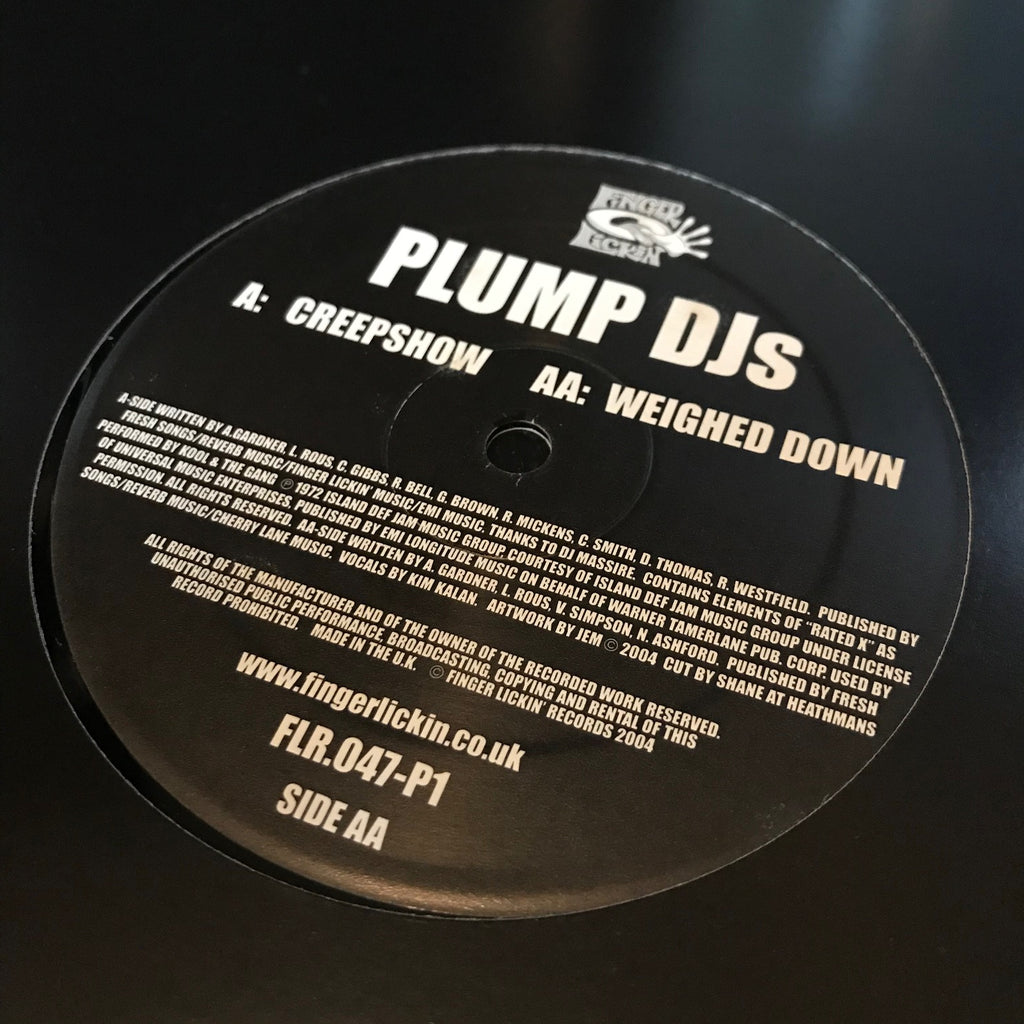 FINGER
LICKIN'
PLUMP DJs
A: CREEPSHOW AA: WEIGHED DOWN
A-SIDE WRITTEN BY A.GARDNER, L. ROUS, C. GIBBS, R. BELL, G. BROWN, R. MICKENS, C. SMITH, D. THOMAS, R. WESTFIELD. PUBLISHED BY
FRESH SONGS/REVERB MUSIC/FINGER LICKIN' MUSIC/EMI MUSIC. THANKS TO DJ MASSIRE. CONTAINS ELEMENTS OF "RATED X" AS
PERFORMED BY KOOL & THE GANG ℗ 1972 ISLAND DEF JAM MUSIC GROUP. COURTESY OF ISLAND DEF JAM MUSIC GROUP UNDER LICENSE
OF UNIVERSAL MUSIC ENTERPRISES. PUBLISHED BY EMI LONGITUDE MUSIC ON BEHALF OF WARNER TAMERLANE PUB. CORP. USED BY
PERMISSION. ALL RIGHTS RESERVED. AA-SIDE WRITTEN BY A. GARDNER, L. ROUS, V. SIMPSON, N. ASHFORD. PUBLISHED BY FRESH
SONGS/REVERB MUSIC/CHERRY LANE MUSIC. VOCALS BY KIM KALAN. ARTWORK BY JEM © 2004 CUT BY SHANE AT HEATHMANS
ALL RIGHTS OF THE MANUFACTURER AND OF THE OWNER OF THE RECORDED WORK RESERVED.
UNAUTHORISED PUBLIC PERFORMANCE, BROADCASTING, COPYING AND RENTAL OF THIS
RECORD PROHIBITED. MADE IN THE U.K. © FINGER LICKIN' RECORDS 2004
www.fingerlickin.co.uk
FLR.047-P1
SIDE AA